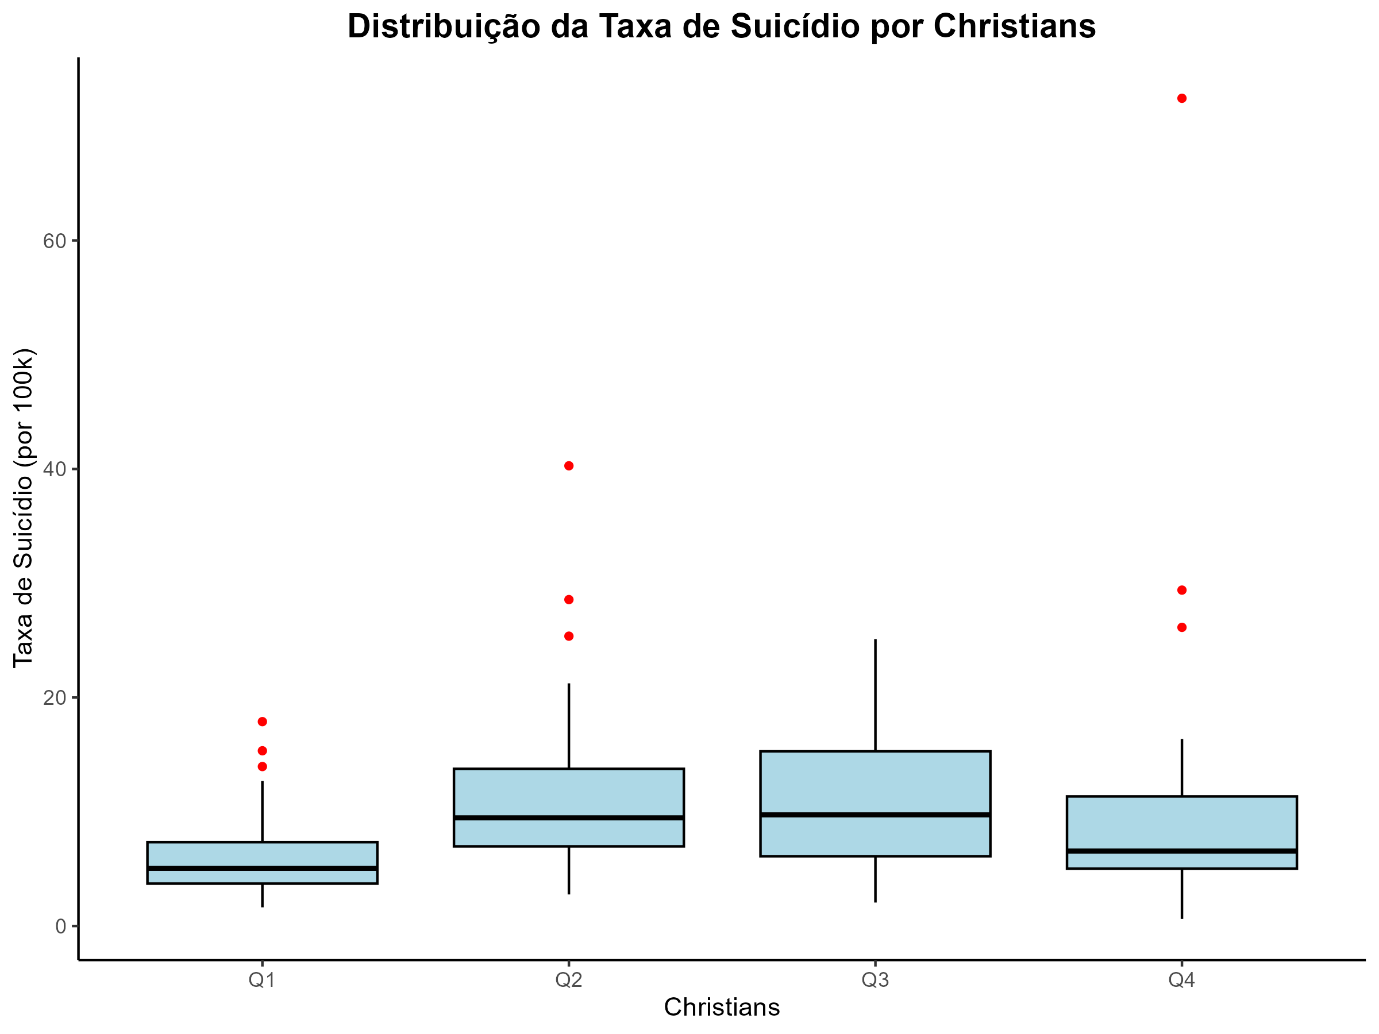 Distribuição da Taxa de Suicídio por Christians
Taxa de Suicídio (por 100k)
60
40
20
0
Q1 Q2 Q3 Q4
Christians